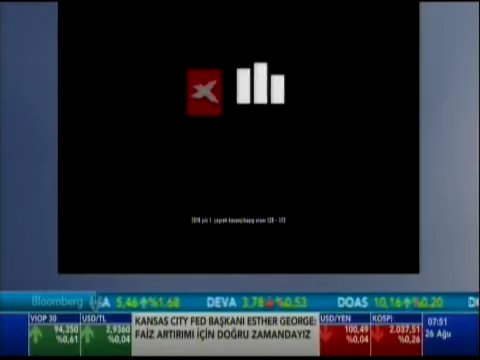 Bloomberg
SA 5,46 %1.68 DEVA 3,78 %0.53 DOAS 10,16 %0.20
VIOP 30
94,350
%0,61
USD/TL
2,9360
%0,04
KANSAS CITY FED BAŞKANI ESTHER GEORGE:
FAİZ ARTIRIMI İÇİN DOĞRU ZAMANDAYIZ
USD/YEN
100,49
%0,04
KOSPI
2.037,51
%0,26
07:51
26 Ağu